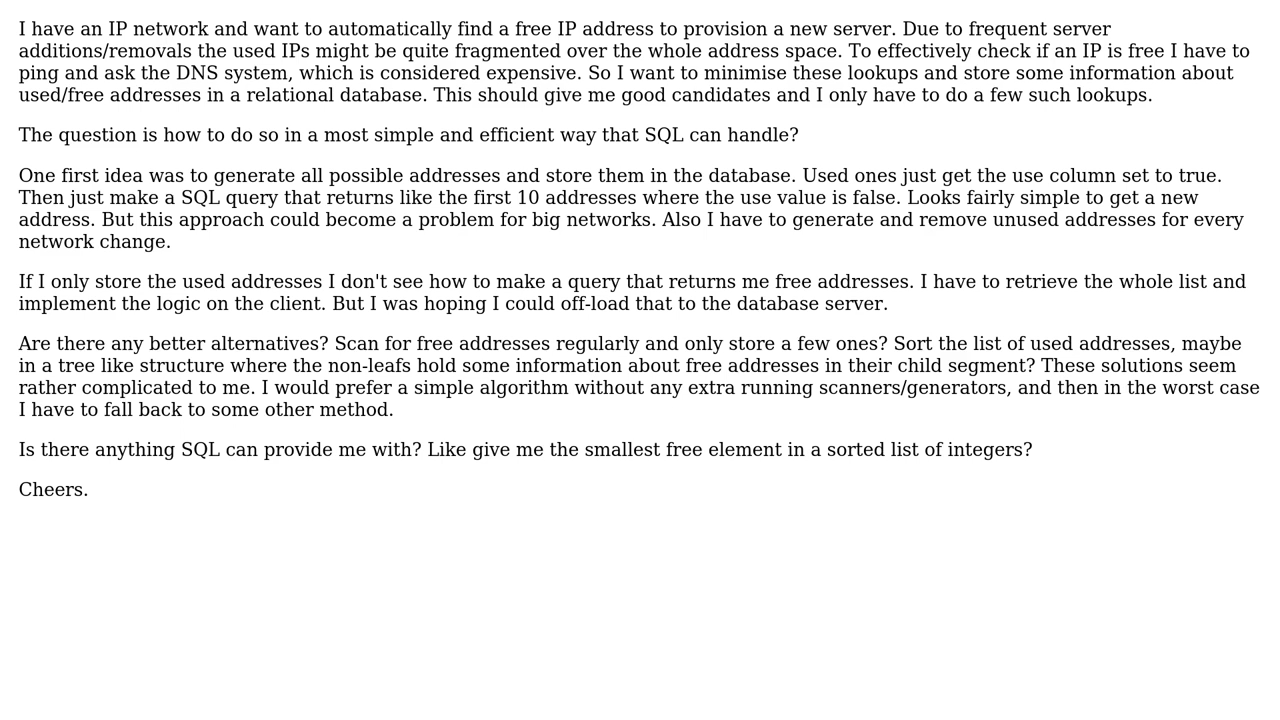 I have an IP network and want to automatically find a free IP address to provision a new server. Due to frequent server
additions/removals the used IPs might be quite fragmented over the whole address space. To effectively check if an IP is free I have to
ping and ask the DNS system, which is considered expensive. So I want to minimise these lookups and store some information about
used/free addresses in a relational database. This should give me good candidates and I only have to do a few such lookups.
The question is how to do so in a most simple and efficient way that SQL can handle?
One first idea was to generate all possible addresses and store them in the database. Used ones just get the use column set to true.
Then just make a SQL query that returns like the first 10 addresses where the use value is false. Looks fairly simple to get a new
address. But this approach could become a problem for big networks. Also I have to generate and remove unused addresses for every
network change.
If I only store the used addresses I don't see how to make a query that returns me free addresses. I have to retrieve the whole list and
implement the logic on the client. But I was hoping I could off-load that to the database server.
Are there any better alternatives? Scan for free addresses regularly and only store a few ones? Sort the list of used addresses, maybe
in a tree like structure where the non-leafs hold some information about free addresses in their child segment? These solutions seem
rather complicated to me. I would prefer a simple algorithm without any extra running scanners/generators, and then in the worst case
I have to fall back to some other method.
Is there anything SQL can provide me with? Like give me the smallest free element in a sorted list of integers?
Cheers.